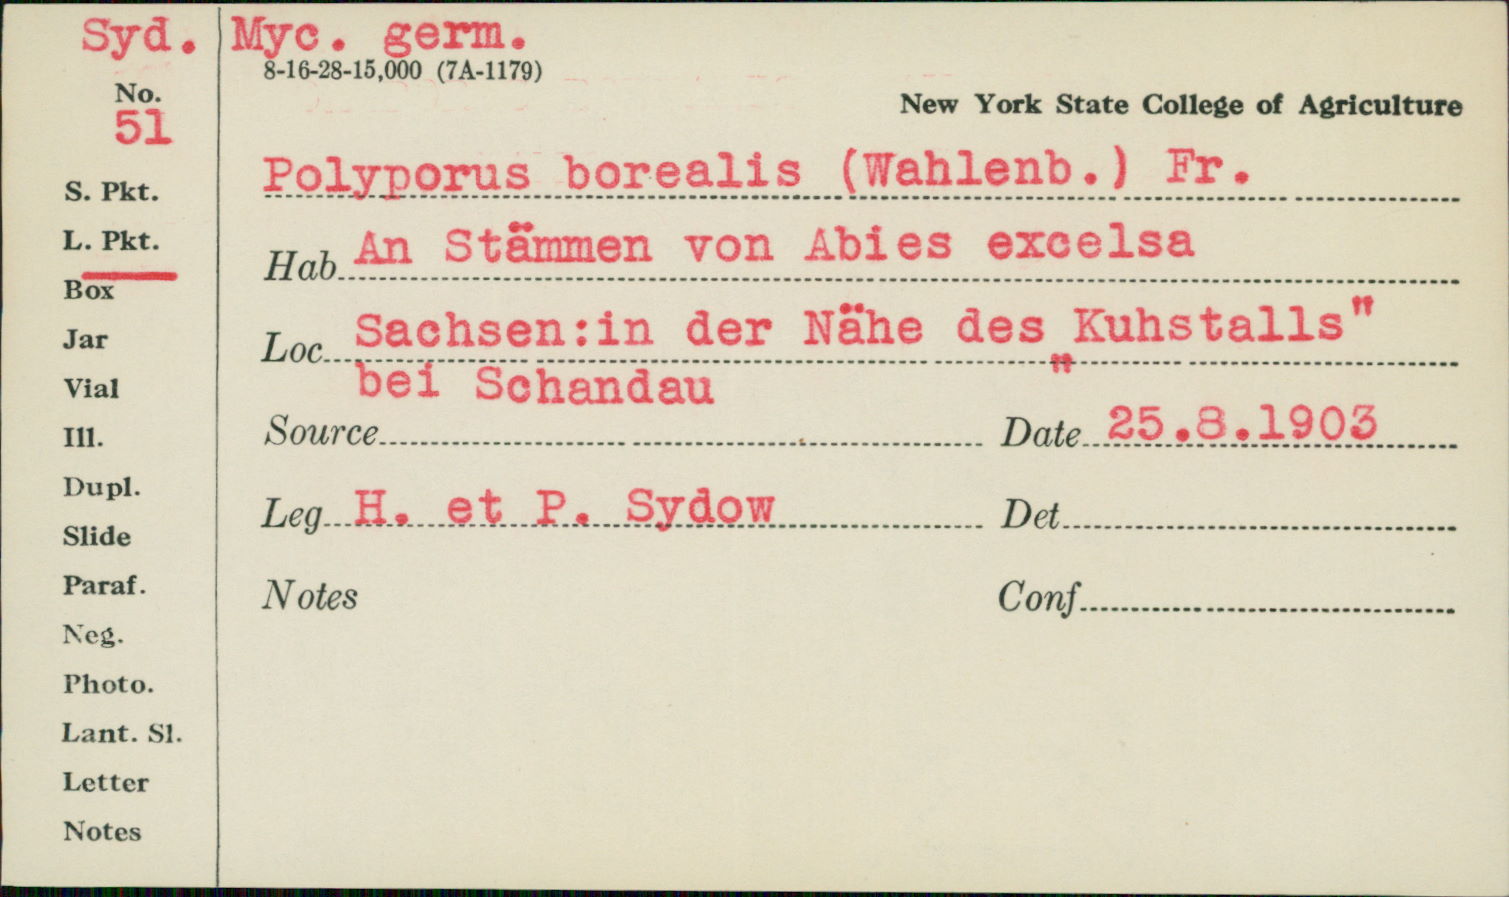 Syd. Myc. germ.
8-16-28-15,000 (7A-1179)
No.
51
New York State College of Agriculture
S. Pkt.
L. Pkt.
Box
Jar
Vial
Ill.
Dupl.
Slide
Paraf.
Neg.
Photo.
Lant. Sl.
Letter
Notes
Polyporus borealis (Wahlenb.) Fr.
Hab. An Stämmen von Abies excelsa
Loc. Sachsen:in der Nähe des „Kuhstalls"
bei Schandau
Source
Date 25.8.1903
Leg. H. et P. Sydow
Det.
Notes
Conf.